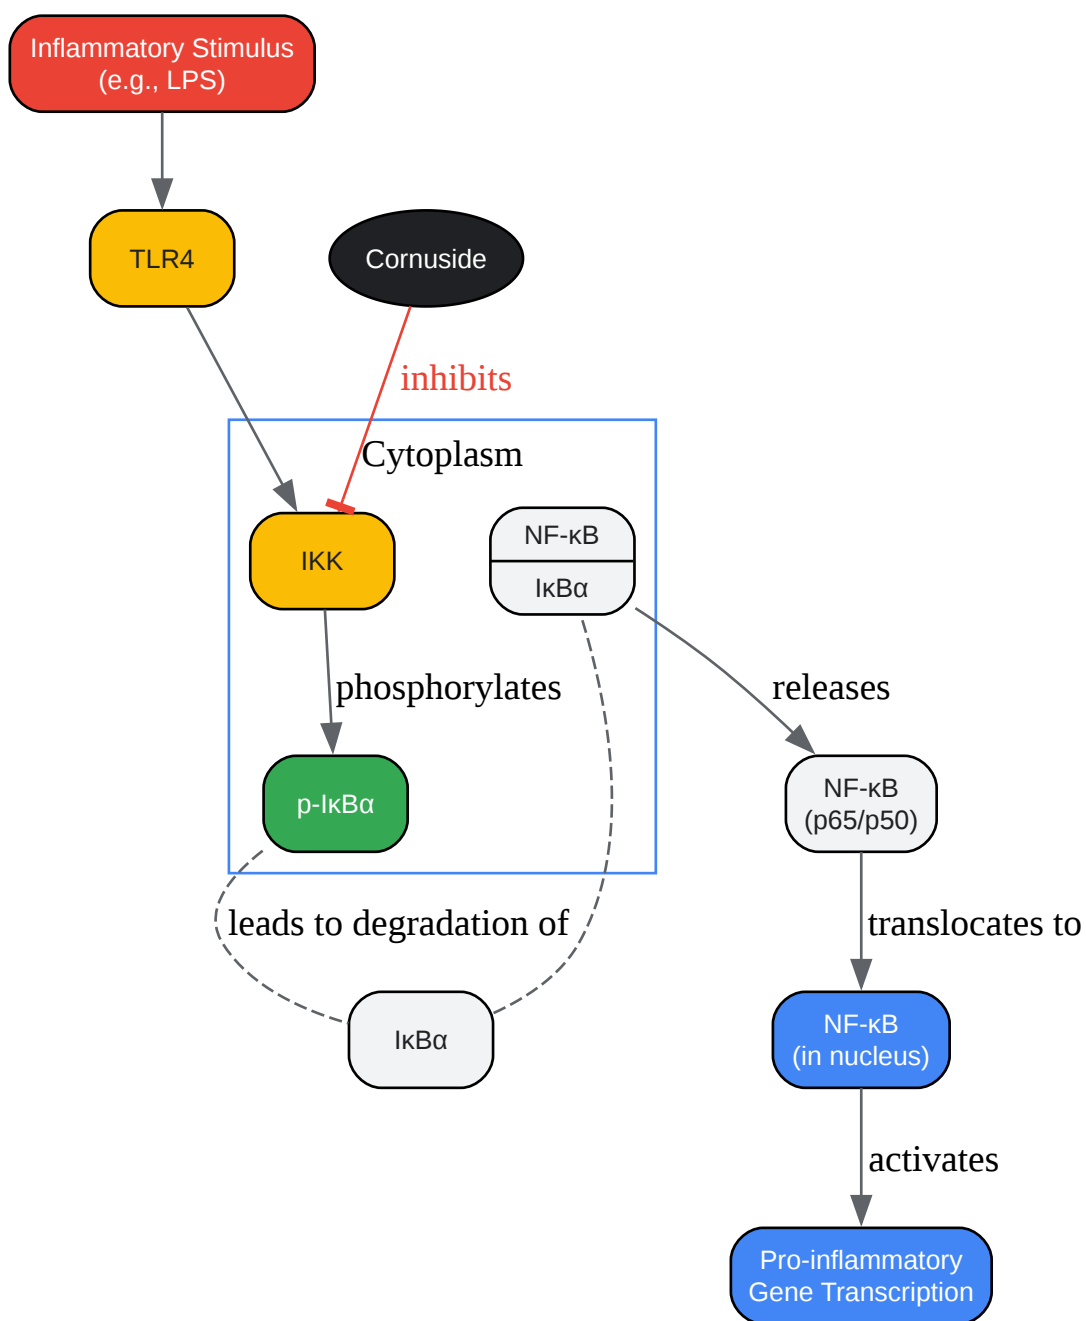 Inflammatory Stimulus
(e.g., LPS)
TLR4
Cornuside
inhibits
Cytoplasm
IKK
NF-κB
IκBα
phosphorylates
releases
p-IκBα
NF-κB
(p65/p50)
leads to degradation of
translocates to
IκBα
NF-κB
(in nucleus)
activates
Pro-inflammatory
Gene Transcription